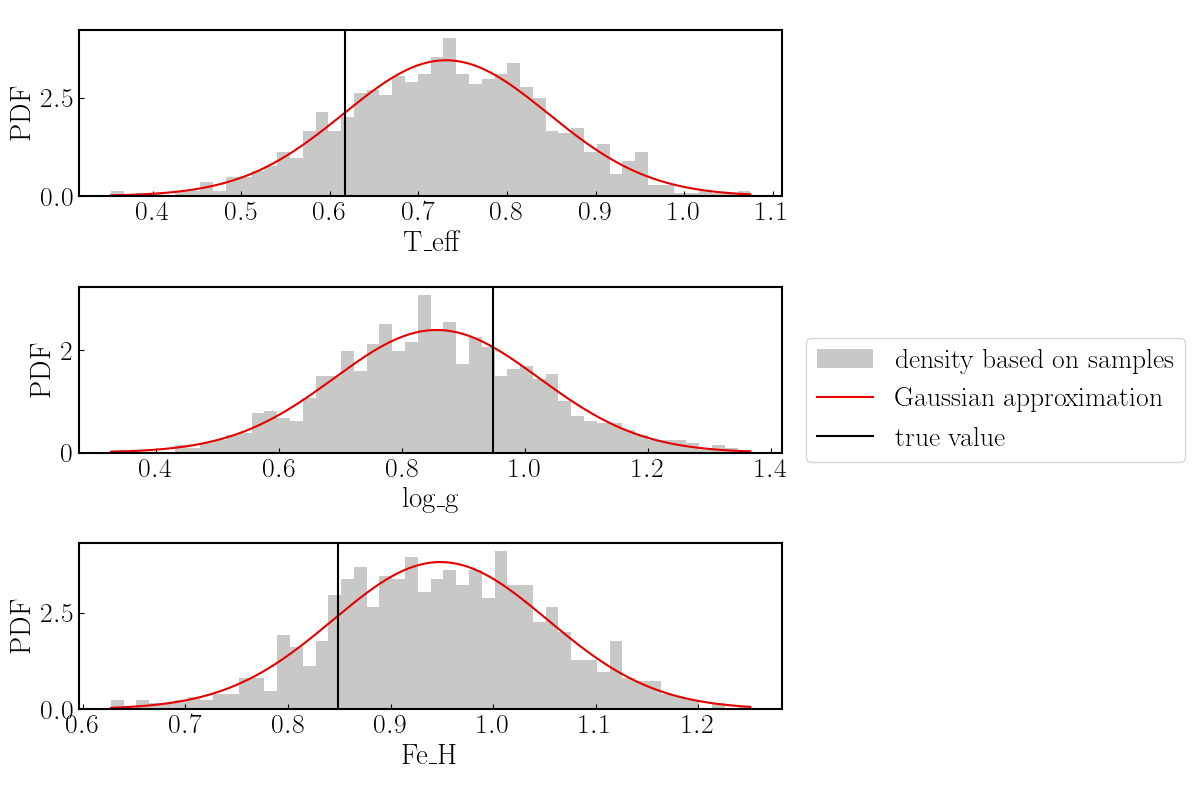 PDF
2.5
0.0
0.4 0.5 0.6 0.7 0.8 0.9 1.0 1.1
T_eff
PDF
2
0
0.4 0.6 0.8 1.0 1.2 1.4
log_g
density based on samples
Gaussian approximation
true value
PDF
2.5
0.0
0.6 0.7 0.8 0.9 1.0 1.1 1.2
Fe_H